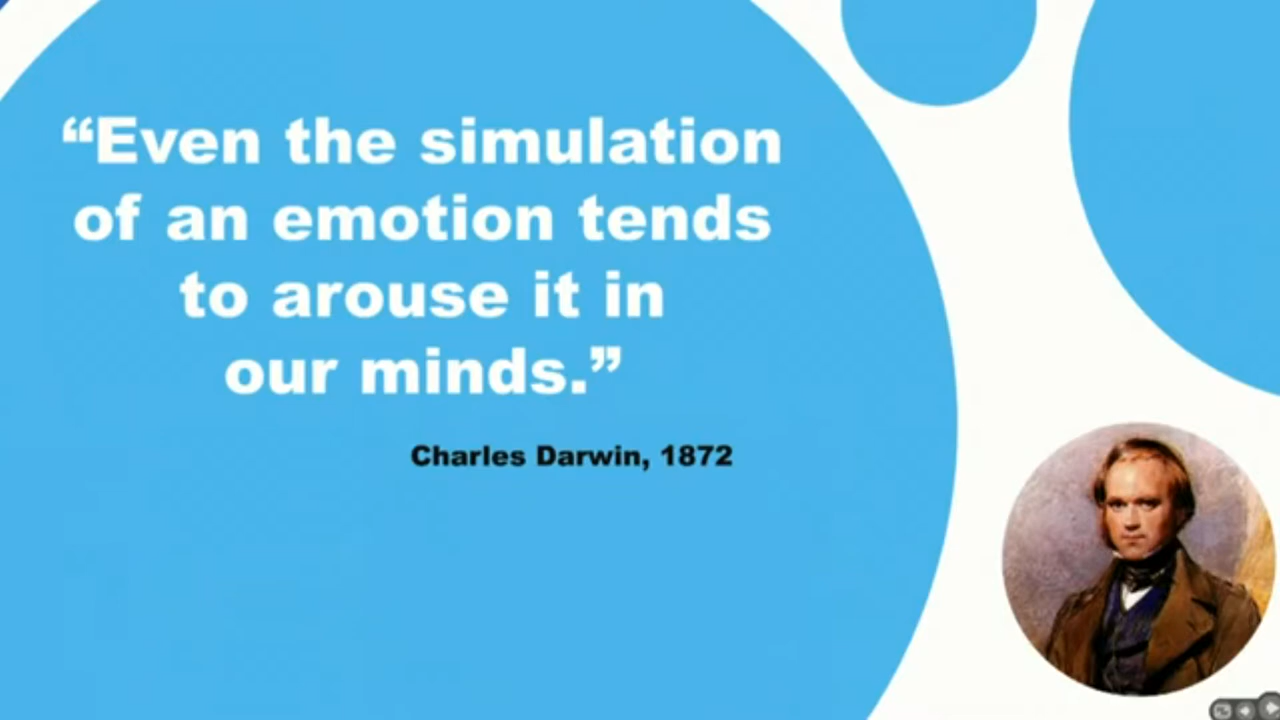 “Even the simulation
of an emotion tends
to arouse it in
our minds.”
Charles Darwin, 1872